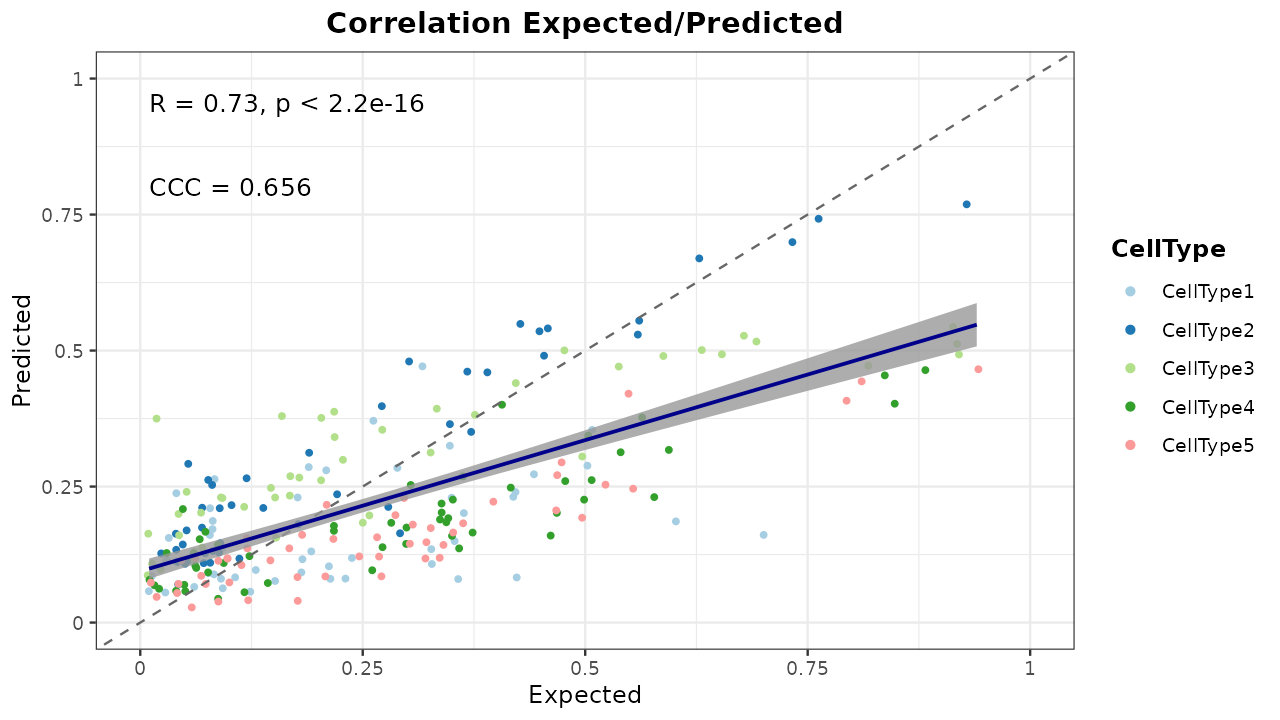 Correlation Expected/Predicted
R = 0.73, p < 2.2e-16
CCC = 0.656
1
0.75
0.5
0.25
0
Predicted
0
0.25
0.5
0.75
1
Expected
CellType
CellType1
CellType2
CellType3
CellType4
CellType5